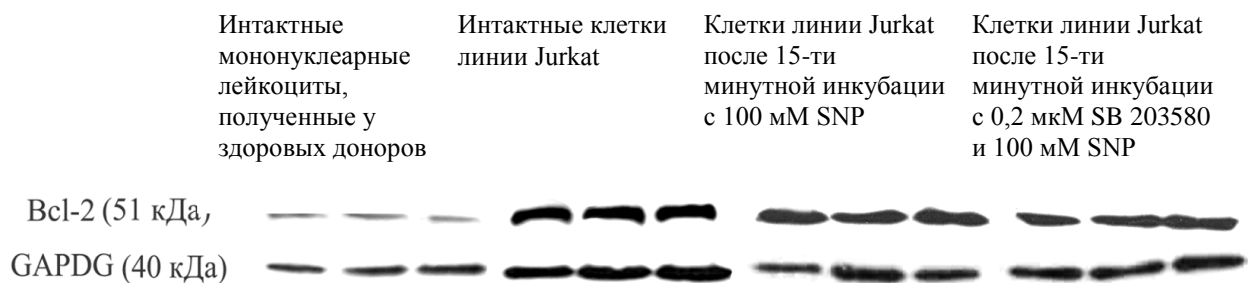 Интактные
мононуклеарные
лейкоциты,
полученные у
здоровых доноров
Интактные клетки
линии Jurkat
Клетки линии Jurkat
после 15-ти
минутной инкубации
с 100 мМ SNP
Клетки линии Jurkat
после 15-ти
минутной инкубации
с 0,2 мкМ SB 203580
и 100 мМ SNP
Bcl-2 (51 кДа,
GAPDG (40 кДа)